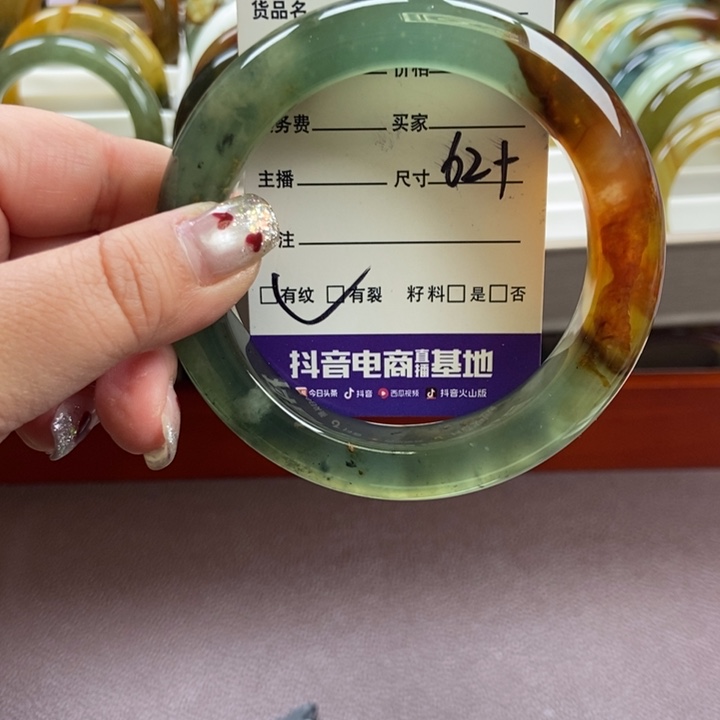 货品名
价格
务费 买家
主播 尺寸 62+
注
□有纹 □有裂 籽料□是□否
抖音电商直播基地
今日头条 抖音 西瓜视频 抖音火山版